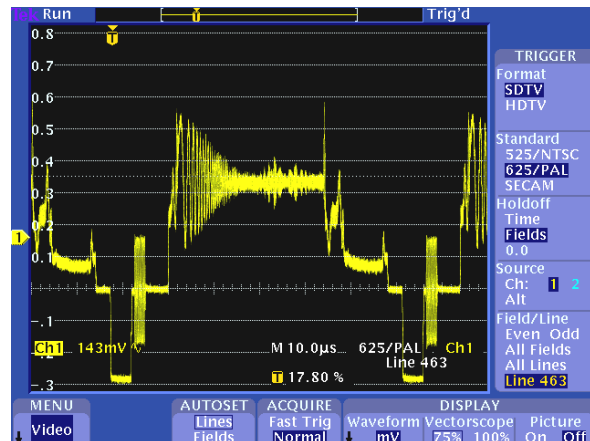 Tek Run Trig'd
T
T
0.8
0.7
0.6
0.5
0.4
0.3
0.2
0.1
-.1
-.3
1
Ch1 143mV
M 10.0µs
625/PAL Ch1
Line 463
T 17.80 %
TRIGGER
Format
SDTV
HDTV
Standard
525/NTSC
625/PAL
SECAM
Holdoff
Time
Fields
0.0
Source
Ch: 1 2
Alt
Field/Line
Even Odd
All Fields
All Lines
Line 463
MENU
Video
AUTOSET
Lines
Fields
ACQUIRE
Fast Trig
Normal
DISPLAY
Waveform
mV
Vectorscope
75% 100%
Picture
On Off